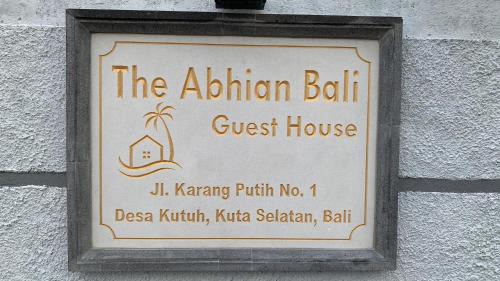 The Abhian Bali
Guest House
Jl. Karang Putih No. 1
Desa Kutuh, Kuta Selatan, Bali